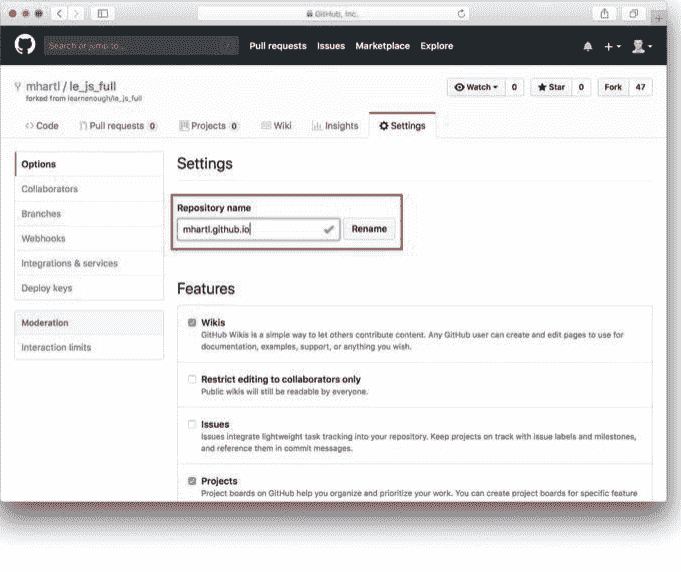 GitHub, Inc.
Search or jump to...
/
Pull requests Issues Marketplace Explore
mhartl / le_js_full
forked from learnenough/le_js_full
Watch 0 Star 0 Fork 47
Code Pull requests 0 Projects 0 Wiki Insights Settings
Options
Collaborators
Branches
Webhooks
Integrations & services
Deploy keys
Moderation
Interaction limits
Settings
Repository name
mhartl.github.io
Rename
Features
Wikis
GitHub Wikis is a simple way to let others contribute content. Any GitHub user can create and edit pages to use for
documentation, examples, support, or anything you wish.
Restrict editing to collaborators only
Public wikis will still be readable by everyone.
Issues
Issues integrate lightweight task tracking into your repository. Keep projects on track with issue labels and milestones,
and reference them in commit messages.
Projects
Project boards on GitHub help you organize and prioritize your work. You can create project boards for specific feature